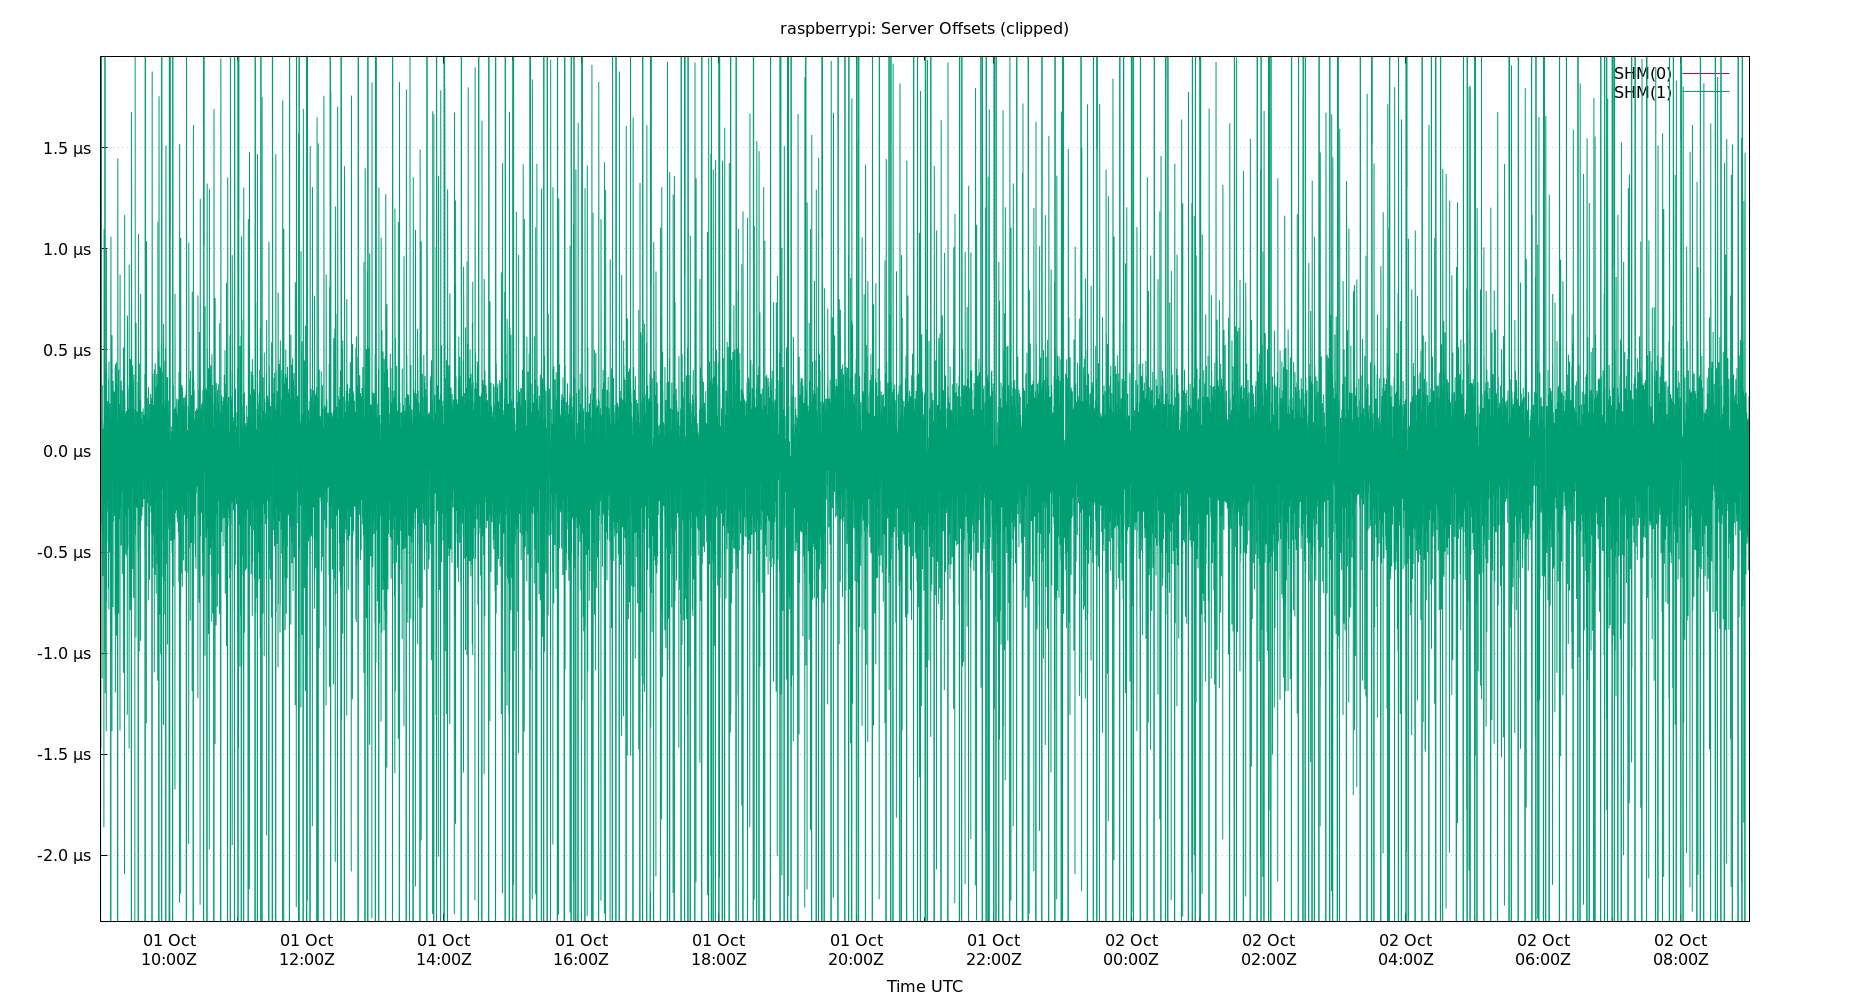 raspberrypi: Server Offsets (clipped)
SHM(0)
SHM(1)
1.5 µs
1.0 µs
0.5 µs
0.0 µs
-0.5 µs
-1.0 µs
-1.5 µs
-2.0 µs
01 Oct 01 Oct 01 Oct 01 Oct 01 Oct 01 Oct 01 Oct 02 Oct 02 Oct 02 Oct 02 Oct 02 Oct
10:00Z 12:00Z 14:00Z 16:00Z 18:00Z 20:00Z 22:00Z 00:00Z 02:00Z 04:00Z 06:00Z 08:00Z
Time UTC